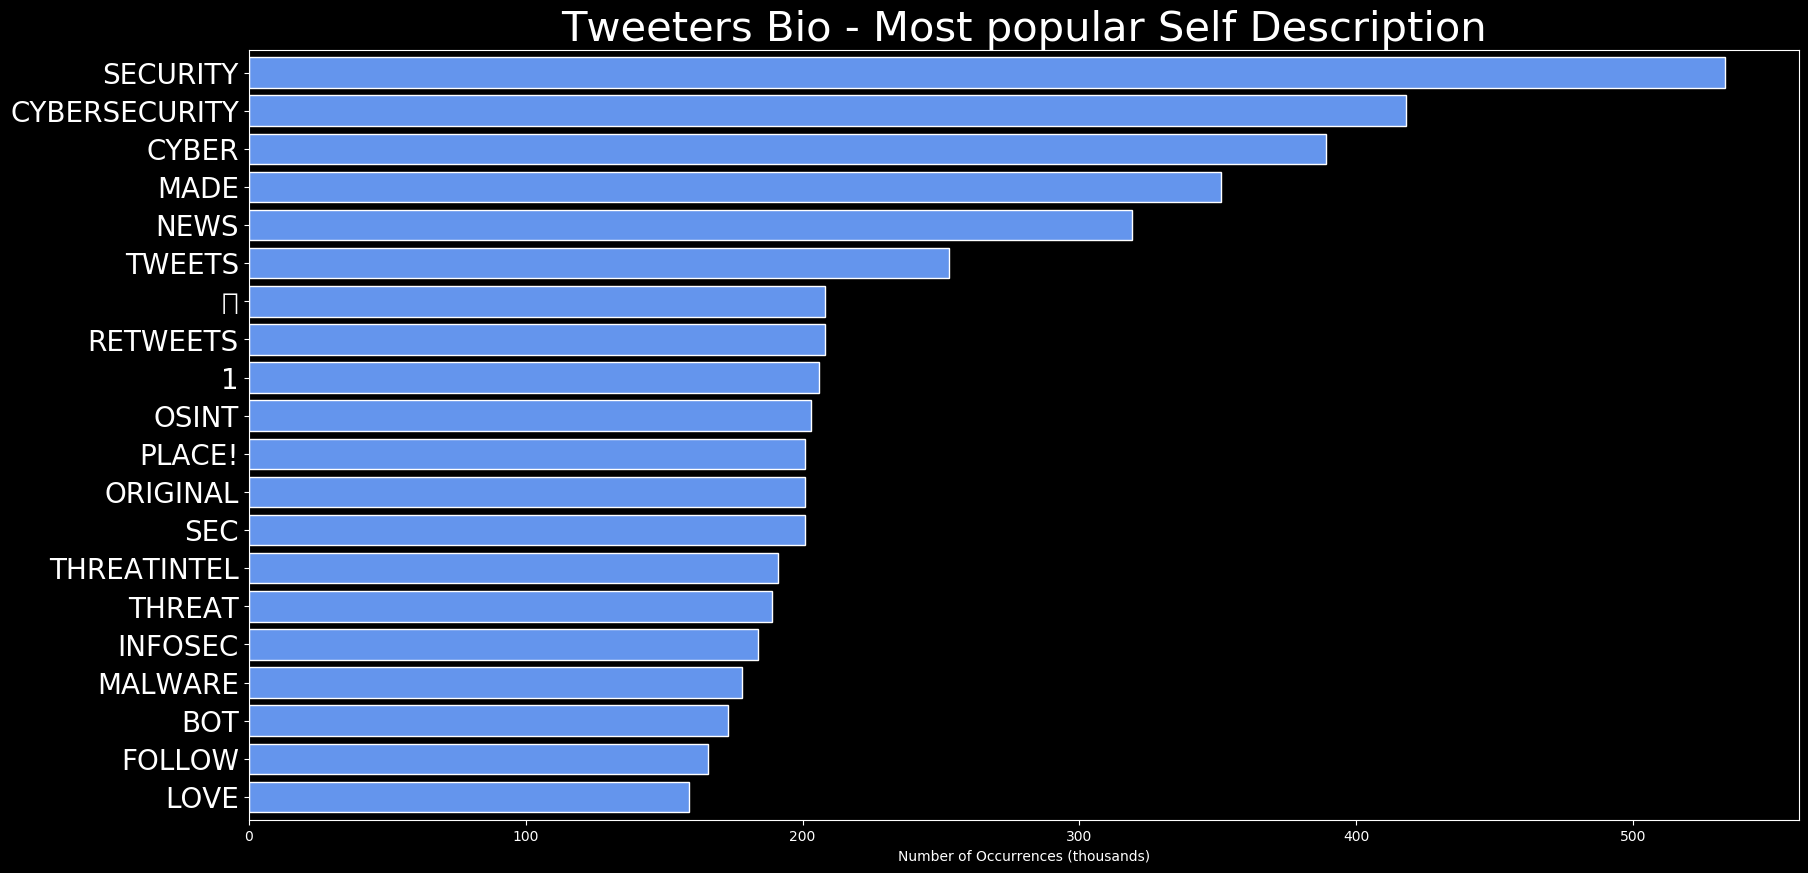 Tweeters Bio - Most popular Self Description
SECURITY
CYBERSECURITY
CYBER
MADE
NEWS
TWEETS
RETWEETS
1
OSINT
PLACE!
ORIGINAL
SEC
THREATINTEL
THREAT
INFOSEC
MALWARE
BOT
FOLLOW
LOVE
0 100 200 300 400 500
Number of Occurrences (thousands)